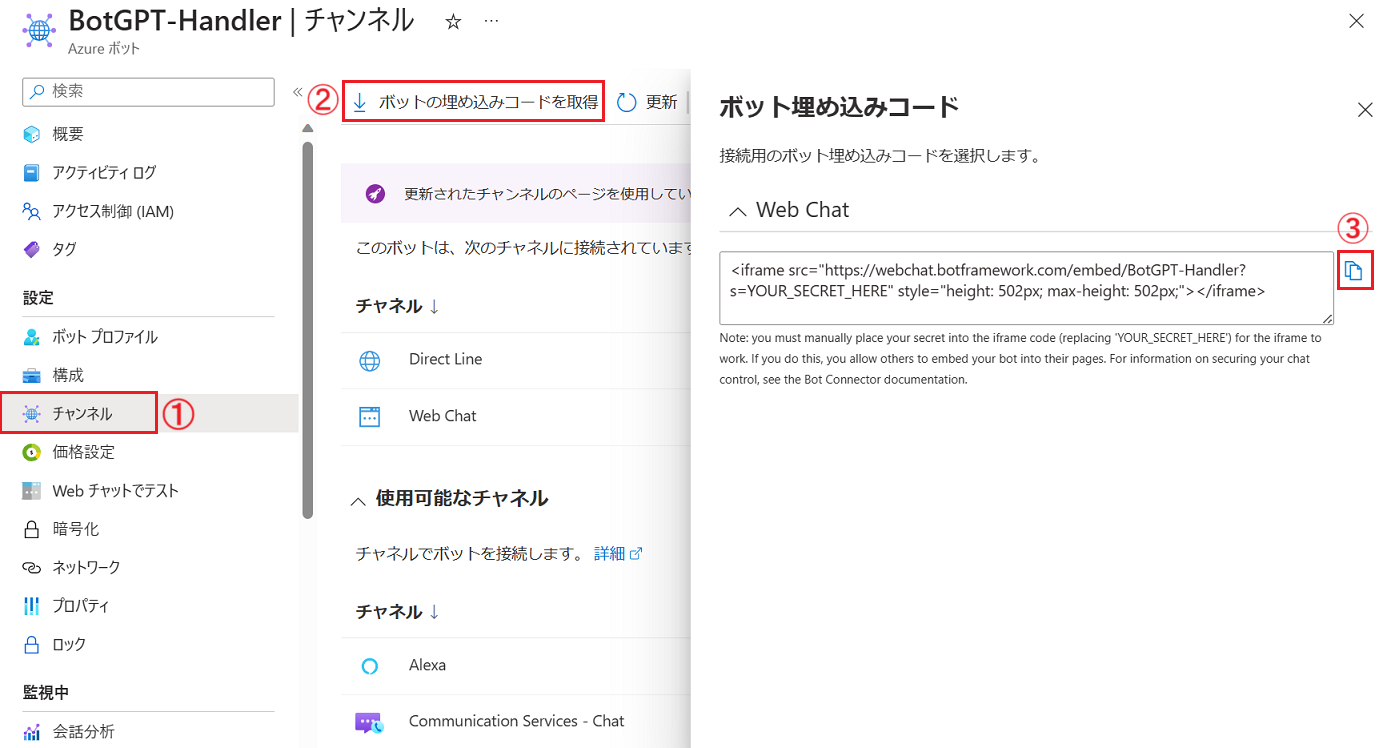 BotGPT-Handler | チャンネル ☆ …
Azure ボット
検索
«
概要
アクティビティ ログ
アクセス制御 (IAM)
タグ
設定
ボット プロファイル
構成
チャンネル
①
価格設定
Web チャットでテスト
暗号化
ネットワーク
プロパティ
ロック
監視中
会話分析
②
ボットの埋め込みコードを取得
更新
更新されたチャンネルのページを使用してい
このボットは、次のチャネルに接続されています
チャネル ↓
Direct Line
Web Chat
使用可能なチャネル
チャネルでボットを接続します。 詳細
チャネル ↓
Alexa
Communication Services - Chat
ボット埋め込みコード
接続用のボット埋め込みコードを選択します。
Web Chat
③
<iframe src="https://webchat.botframework.com/embed/BotGPT-Handler?
s=YOUR_SECRET_HERE" style="height: 502px; max-height: 502px;"></iframe>
Note: you must manually place your secret into the iframe code (replacing 'YOUR_SECRET_HERE') for the iframe to
work. If you do this, you allow others to embed your bot into their pages. For information on securing your chat
control, see the Bot Connector documentation.